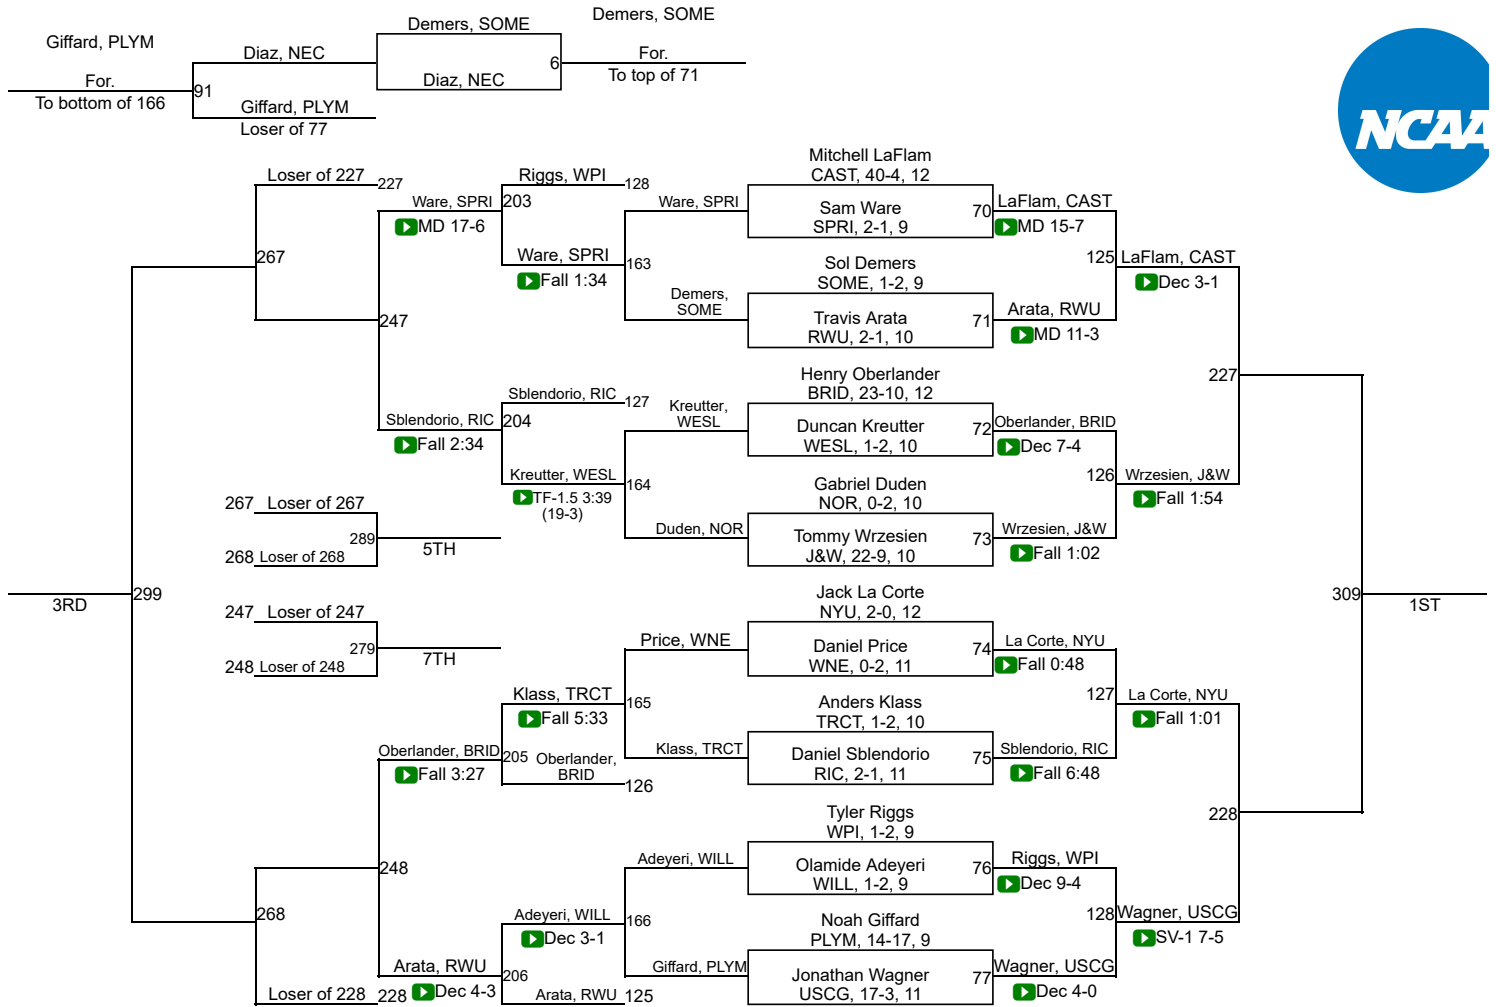 Demers, SOME
Demers, SOME
Giffard, PLYM
Diaz, NEC
For.
For.
6
Diaz, NEC
To top of 71
To bottom of 166
91
Giffard, PLYM
Loser of 77
NCAA
Mitchell LaFlam
CAST, 40-4, 12
Loser of 227
227
Riggs, WPI
128
Ware, SPRI
203
Ware, SPRI
Sam Ware
SPRI, 2-1, 9
70
LaFlam, CAST
MD 17-6
MD 15-7
267
Ware, SPRI
163
Sol Demers
SOME, 1-2, 9
125
LaFlam, CAST
Fall 1:34
Dec 3-1
Demers,
SOME
247
Travis Arata
RWU, 2-1, 10
71
Arata, RWU
MD 11-3
Henry Oberlander
BRID, 23-10, 12
227
Sblendorio, RIC
127
Kreutter,
WESL
Sblendorio, RIC
204
Duncan Kreutter
WESL, 1-2, 10
72
Oberlander, BRID
Fall 2:34
Dec 7-4
Kreutter, WESL
164
Gabriel Duden
NOR, 0-2, 10
126
Wrzesien, J&W
TF-1.5 3:39
(19-3)
Fall 1:54
267
Loser of 267
289
5TH
Duden, NOR
Tommy Wrzesien
J&W, 22-9, 10
73
Wrzesien, J&W
268
Loser of 268
Fall 1:02
3RD
299
Jack La Corte
NYU, 2-0, 12
309
1ST
247
Loser of 247
279
7TH
Price, WNE
Daniel Price
WNE, 0-2, 11
74
La Corte, NYU
248
Loser of 248
Fall 0:48
Klass, TRCT
165
Anders Klass
TRCT, 1-2, 10
127
La Corte, NYU
Fall 5:33
Fall 1:01
Oberlander, BRID
205
Oberlander,
BRID
Klass, TRCT
Daniel Sblendorio
RIC, 2-1, 11
75
Sblendorio, RIC
Fall 3:27
126
Fall 6:48
Tyler Riggs
WPI, 1-2, 9
228
248
Adeyeri, WILL
Olamide Adeyeri
WILL, 1-2, 9
76
Riggs, WPI
Dec 9-4
268
Adeyeri, WILL
166
Noah Giffard
PLYM, 14-17, 9
128
Wagner, USCG
Dec 3-1
SV-1 7-5
Arata, RWU
206
Giffard, PLYM
Jonathan Wagner
USCG, 17-3, 11
77
Wagner, USCG
Loser of 228
228
Dec 4-3
Arata, RWU
125
Dec 4-0